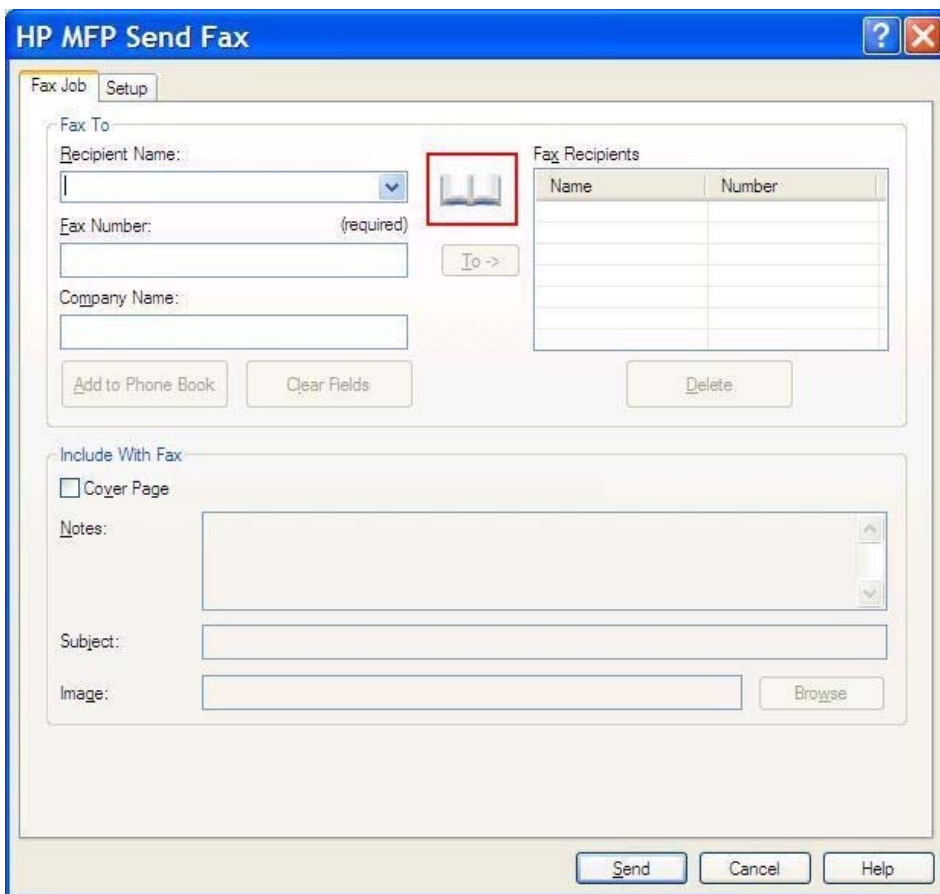 HP MFP Send Fax
Fax Job Setup
Fax To
Recipient Name:
Fax Number: (required)
Company Name:
Add to Phone Book Clear Fields
To ->
Fax Recipients
Name Number
Delete
Include With Fax
Cover Page
Notes:
Subject:
Image: Browse
Send Cancel Help